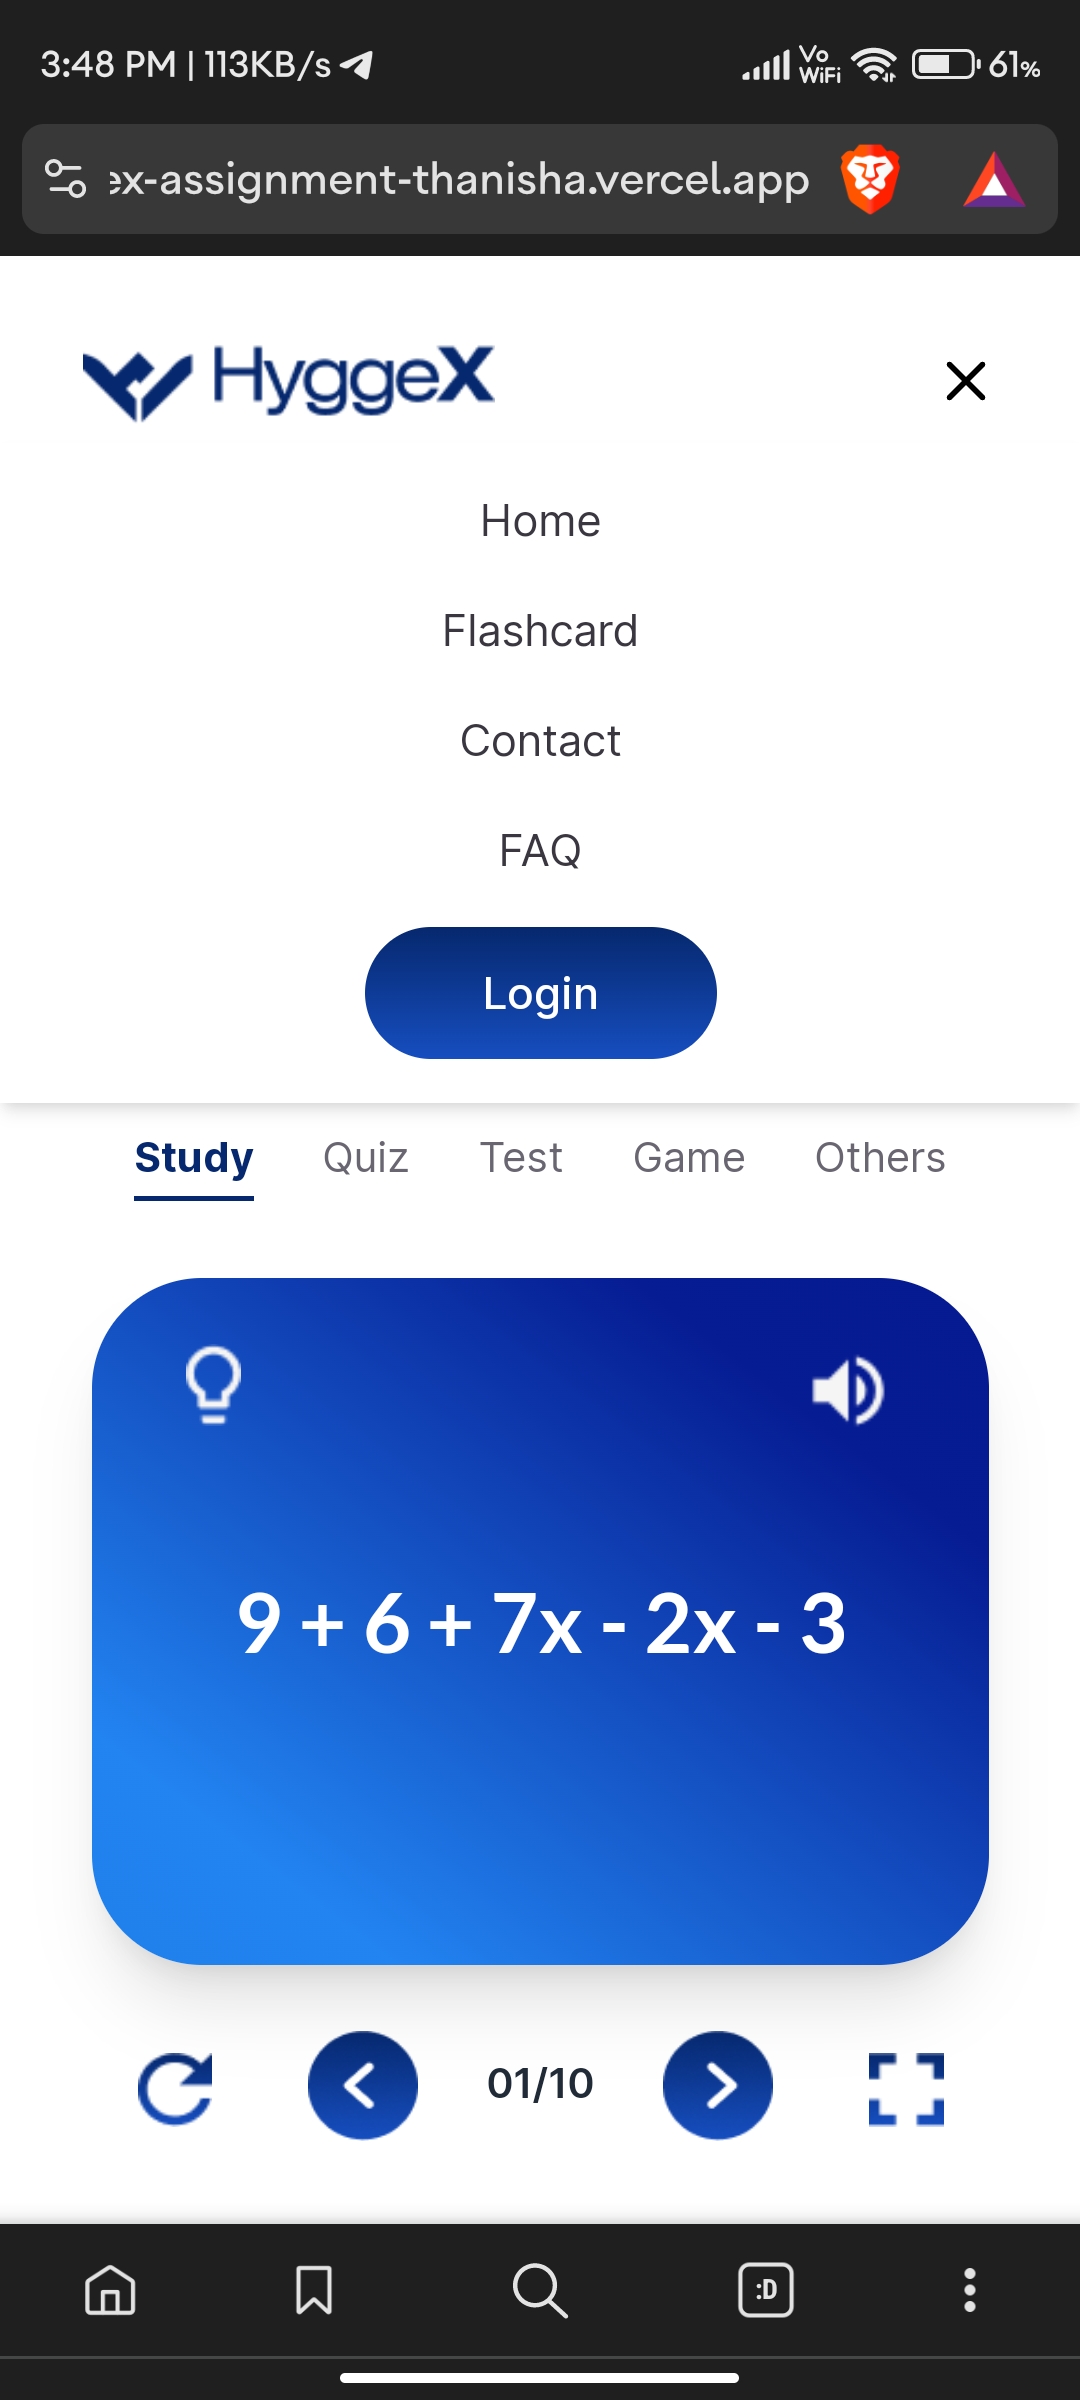 3:48 PM | 113KB/s
Vo
WiFi
61%
ex-assignment-thanisha.vercel.app
HyggeX
Home
Flashcard
Contact
FAQ
Login
Study Quiz Test Game Others
9 + 6 + 7x - 2x - 3
01/10
:D